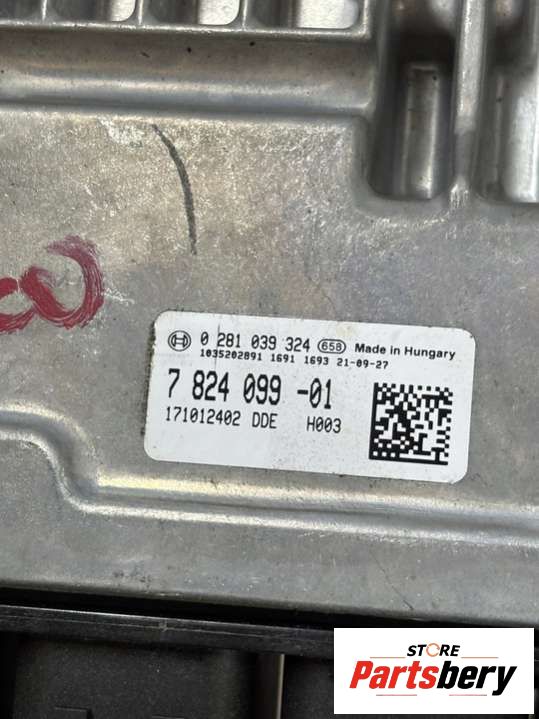 0 281 039 324 658 Made in Hungary
1035202891 1691 1693 21-09-27
7 824 099 -01
171012402 DDE H003
STORE
Partsbery